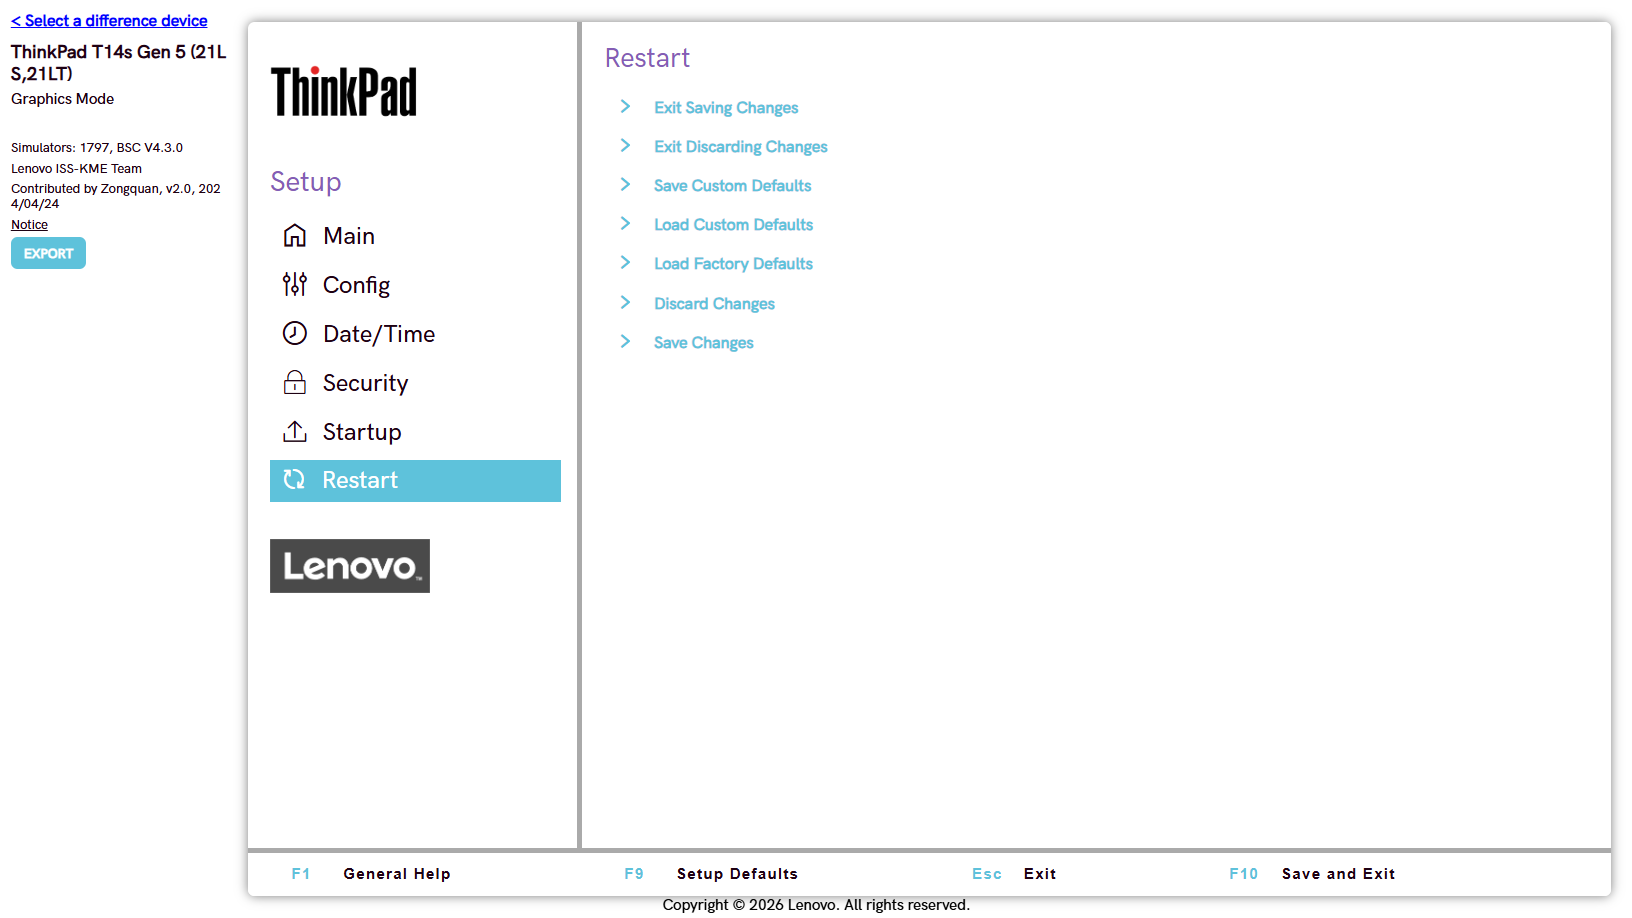 < Select a difference device
ThinkPad T14s Gen 5 (21L
S,21LT)
Graphics Mode
Simulators: 1797, BSC V4.3.0
Lenovo ISS-KME Team
Contributed by Zongquan, v2.0, 202
4/04/24
Notice
EXPORT
ThinkPad
Setup
Main
Config
Date/Time
Security
Startup
Restart
Lenovo™
Restart
Exit Saving Changes
Exit Discarding Changes
Save Custom Defaults
Load Custom Defaults
Load Factory Defaults
Discard Changes
Save Changes
F1 General Help F9 Setup Defaults Esc Exit F10 Save and Exit
Copyright © 2026 Lenovo. All rights reserved.